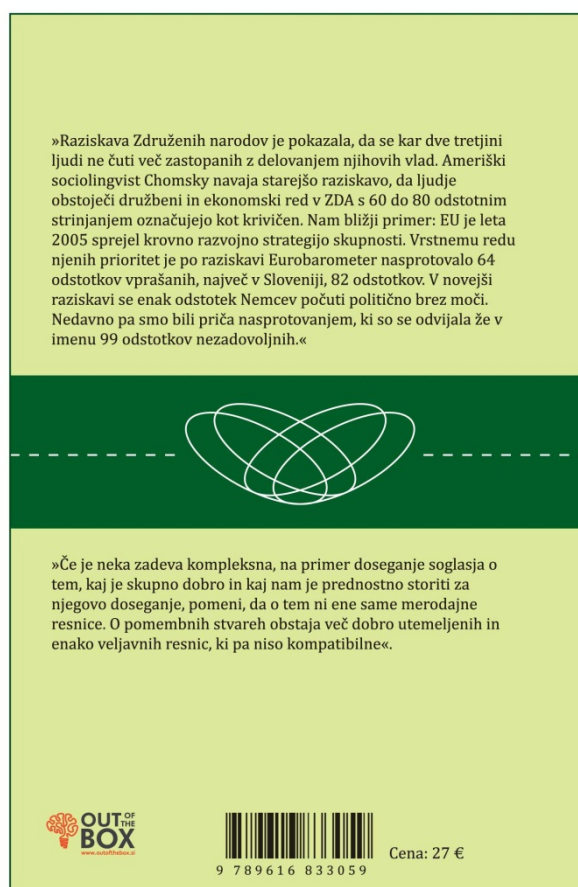 »Raziskava Združenih narodov je pokazala, da se kar dve tretjini
ljudi ne čuti več zastopanih z delovanjem njihovih vlad. Ameriški
sociolingvist Chomsky navaja starejšo raziskavo, da ljudje
obstoječi družbeni in ekonomski red v ZDA s 60 do 80 odstotnim
strinjanjem označujejo kot krivičen. Nam bližji primer: EU je leta
2005 sprejel krovno razvojno strategijo skupnosti. Vrstnemu redu
njenih prioritet je po raziskavi Eurobarometer nasprotovalo 64
odstotkov vprašanih, največ v Sloveniji, 82 odstotkov. V novejši
raziskavi se enak odstotek Nemcev počuti politično brez moči.
Nedavno pa smo bili priča nasprotovanjem, ki so se odvijala že v
imenu 99 odstotkov nezadovoljnih.«
»Če je neka zadeva kompleksna, na primer doseganje soglasja o
tem, kaj je skupno dobro in kaj nam je prednostno storiti za
njegovo doseganje, pomeni, da o tem ni ene same merodajne
resnice. O pomembnih stvareh obstaja več dobro utemeljenih in
enako veljavnih resnic, ki pa niso kompatibilne«.
OUT OF THE
BOX
www.outofthebox.si
9 789616 833059
Cena: 27 €